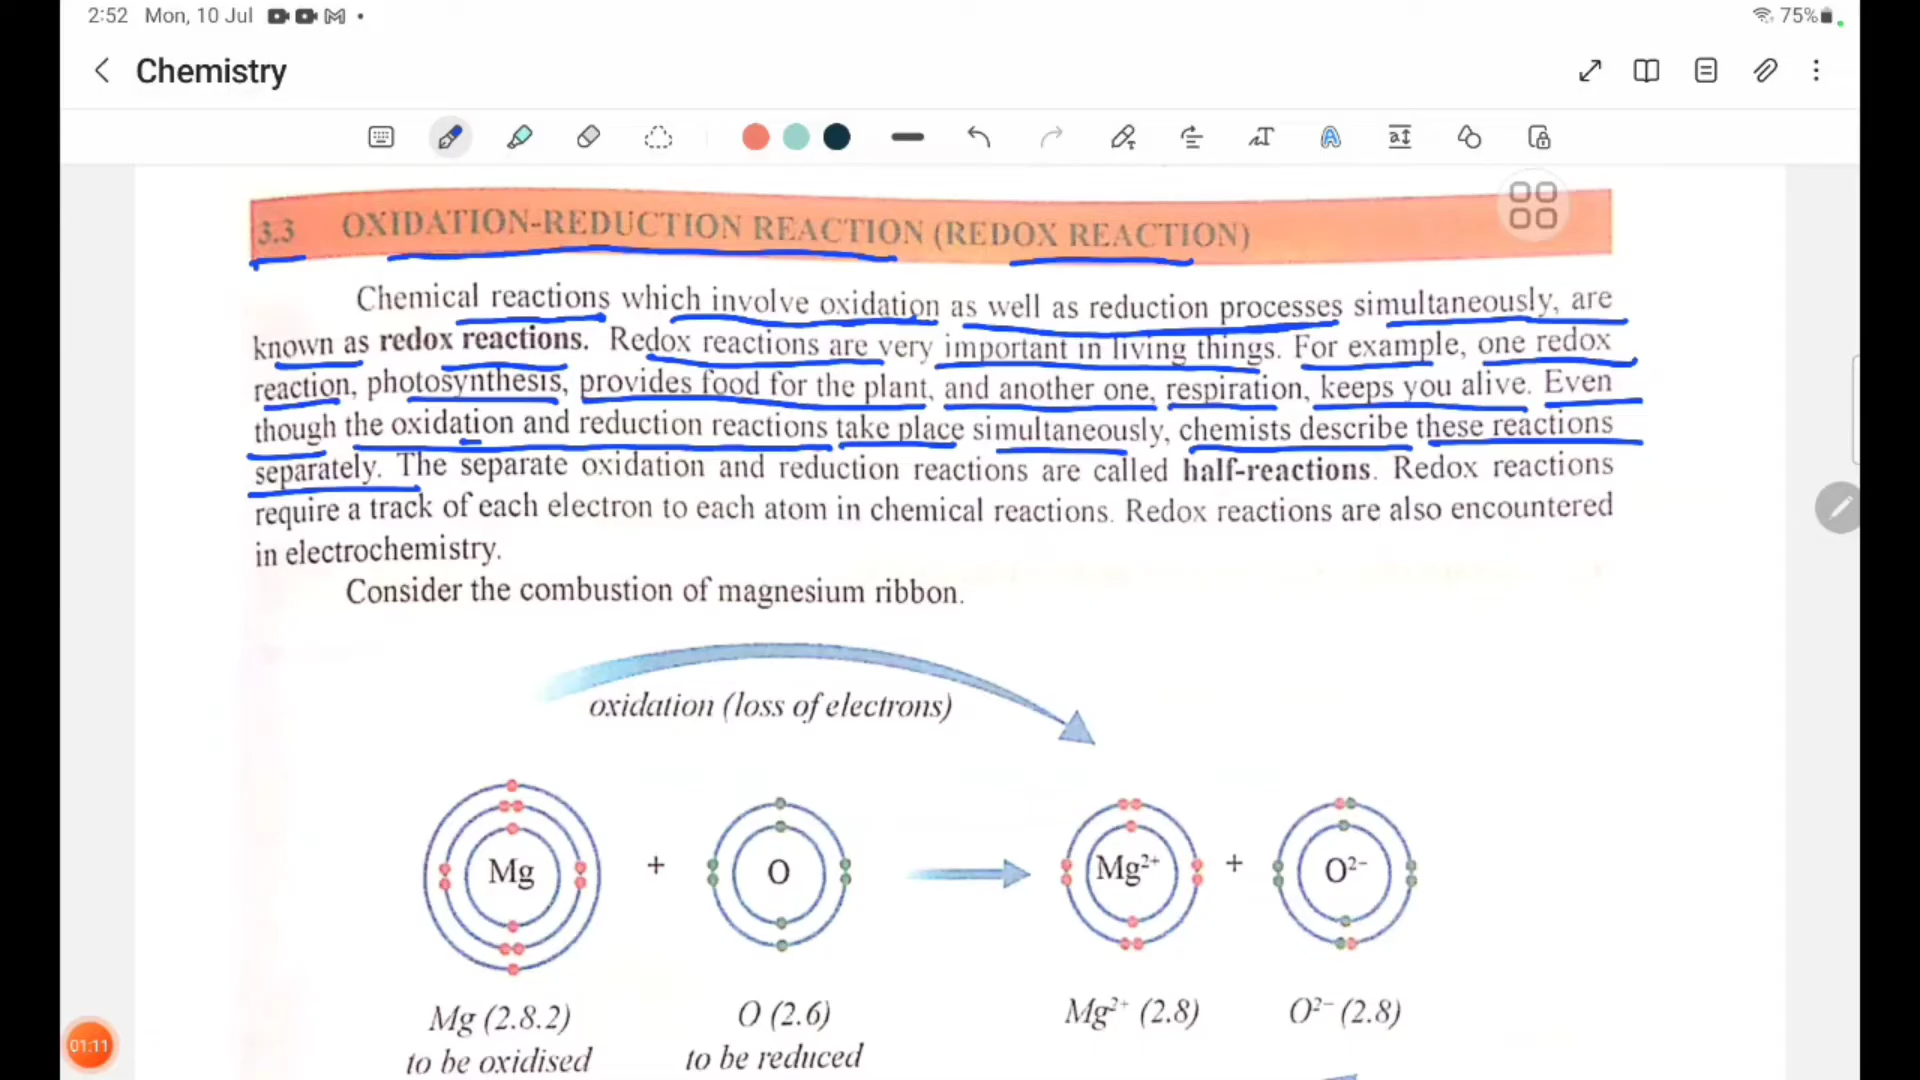 2:52 Mon, 10 Jul
75%
Chemistry
3.3 OXIDATION-REDUCTION REACTION (REDOX REACTION)
Chemical reactions which involve oxidation as well as reduction processes simultaneously, are
known as redox reactions. Redox reactions are very important in living things. For example, one redox
reaction, photosynthesis, provides food for the plant, and another one, respiration, keeps you alive. Even
though the oxidation and reduction reactions take place simultaneously, chemists describe these reactions
separately. The separate oxidation and reduction reactions are called half-reactions. Redox reactions
require a track of each electron to each atom in chemical reactions. Redox reactions are also encountered
in electrochemistry.
Consider the combustion of magnesium ribbon.
oxidation (loss of electrons)
Mg + O Mg²⁺ + O²⁻
Mg (2.8.2) O (2.6) Mg²⁺ (2.8) O²⁻ (2.8)
to be oxidised to be reduced
01:11